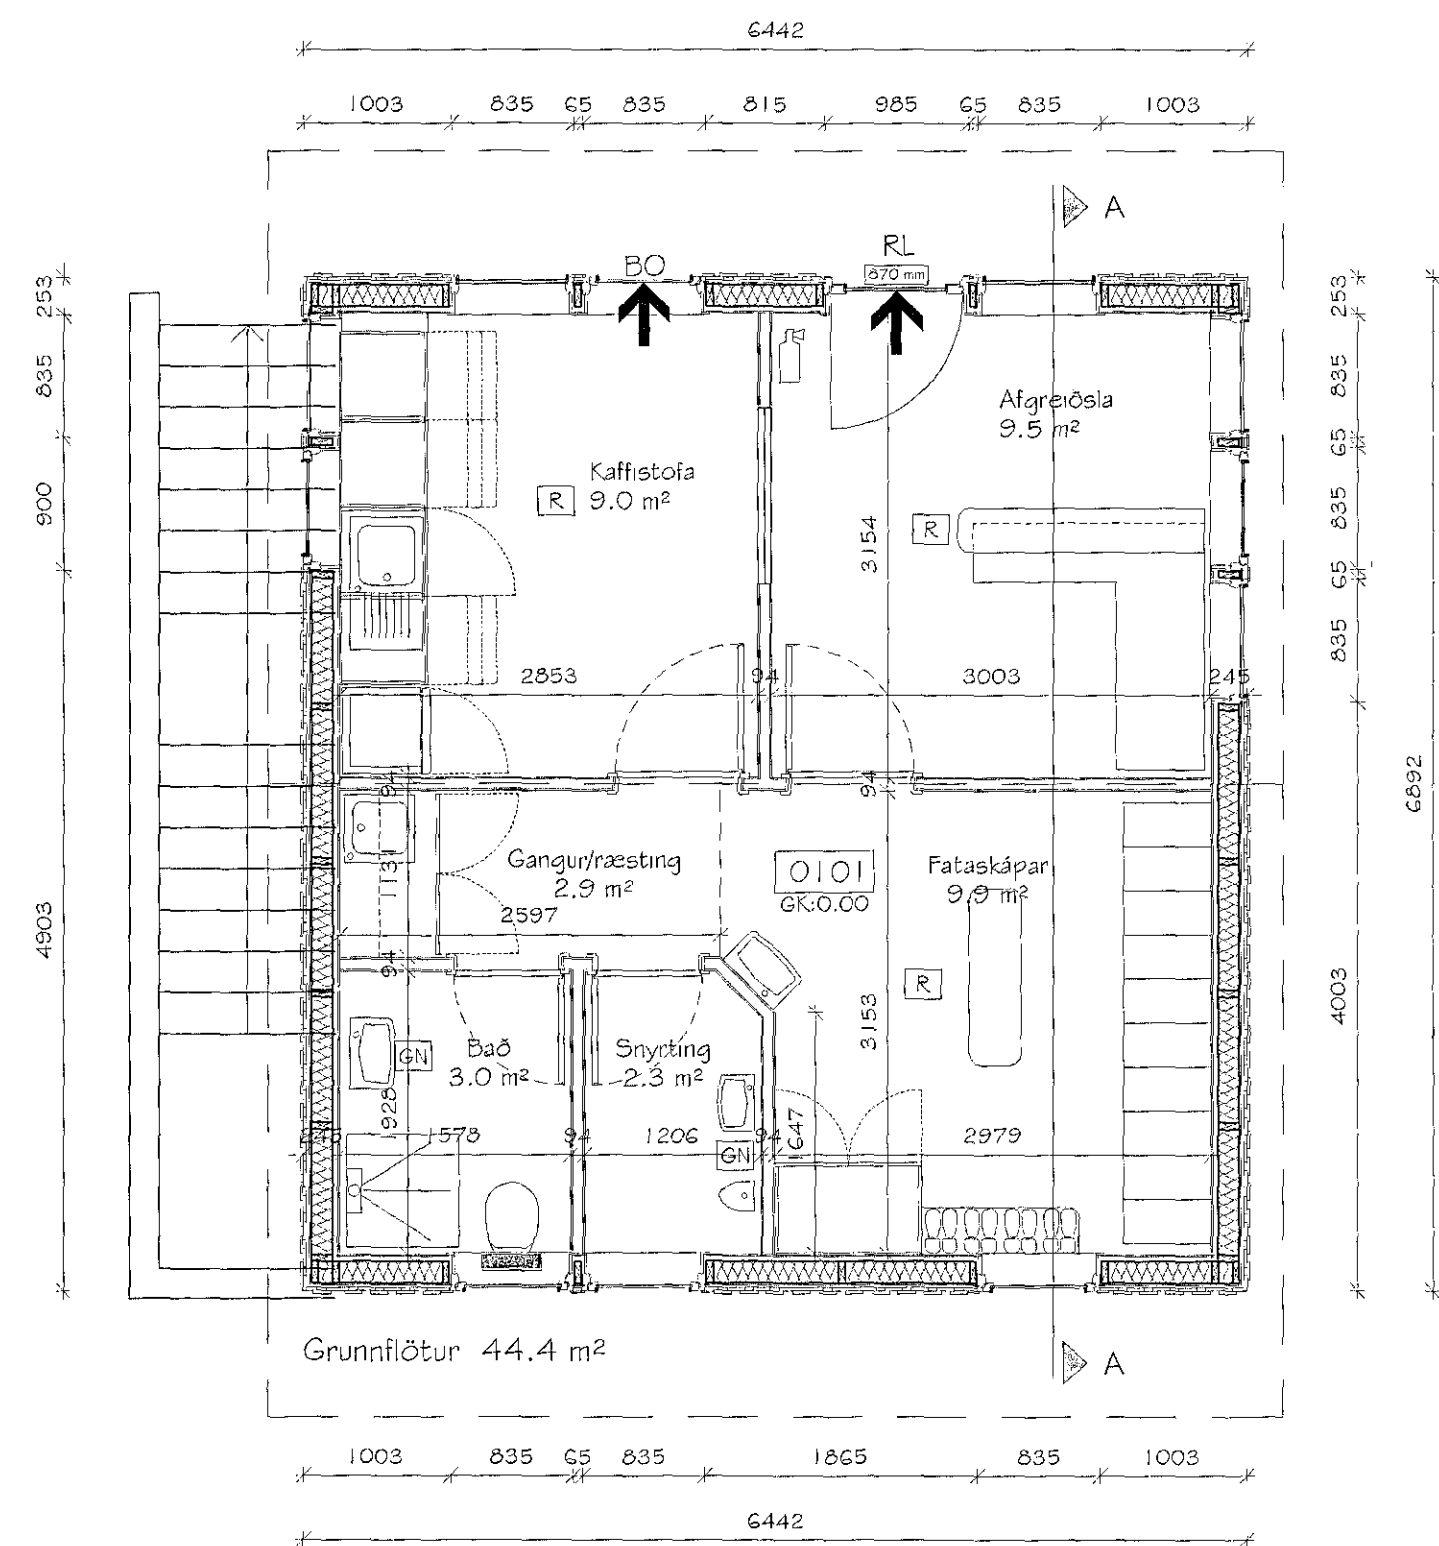 6442
1003 835 65 835 815 985 65 835 1003
A
RL
870 mm
BO
253
835
900
4903
253
835
65
835
65
835
4003
6892
Afgreiðsla
9.5 m²
Kaffistofa
R 9.0 m²
R
3154
2853 94 3003 245
94
94
Gangur/ræsting
2.9 m²
2597
1131
94
0101
GK:0.00
Fataskápar
9.9 m²
R
3153
GN
Bað
3.0 m²
Snyrting
2.3 m²
1928
1647
245 1578 94 1206 94 2979
GN
Grunnflötur 44.4 m²
A
1003 835 65 835 1865 835 1003
6442